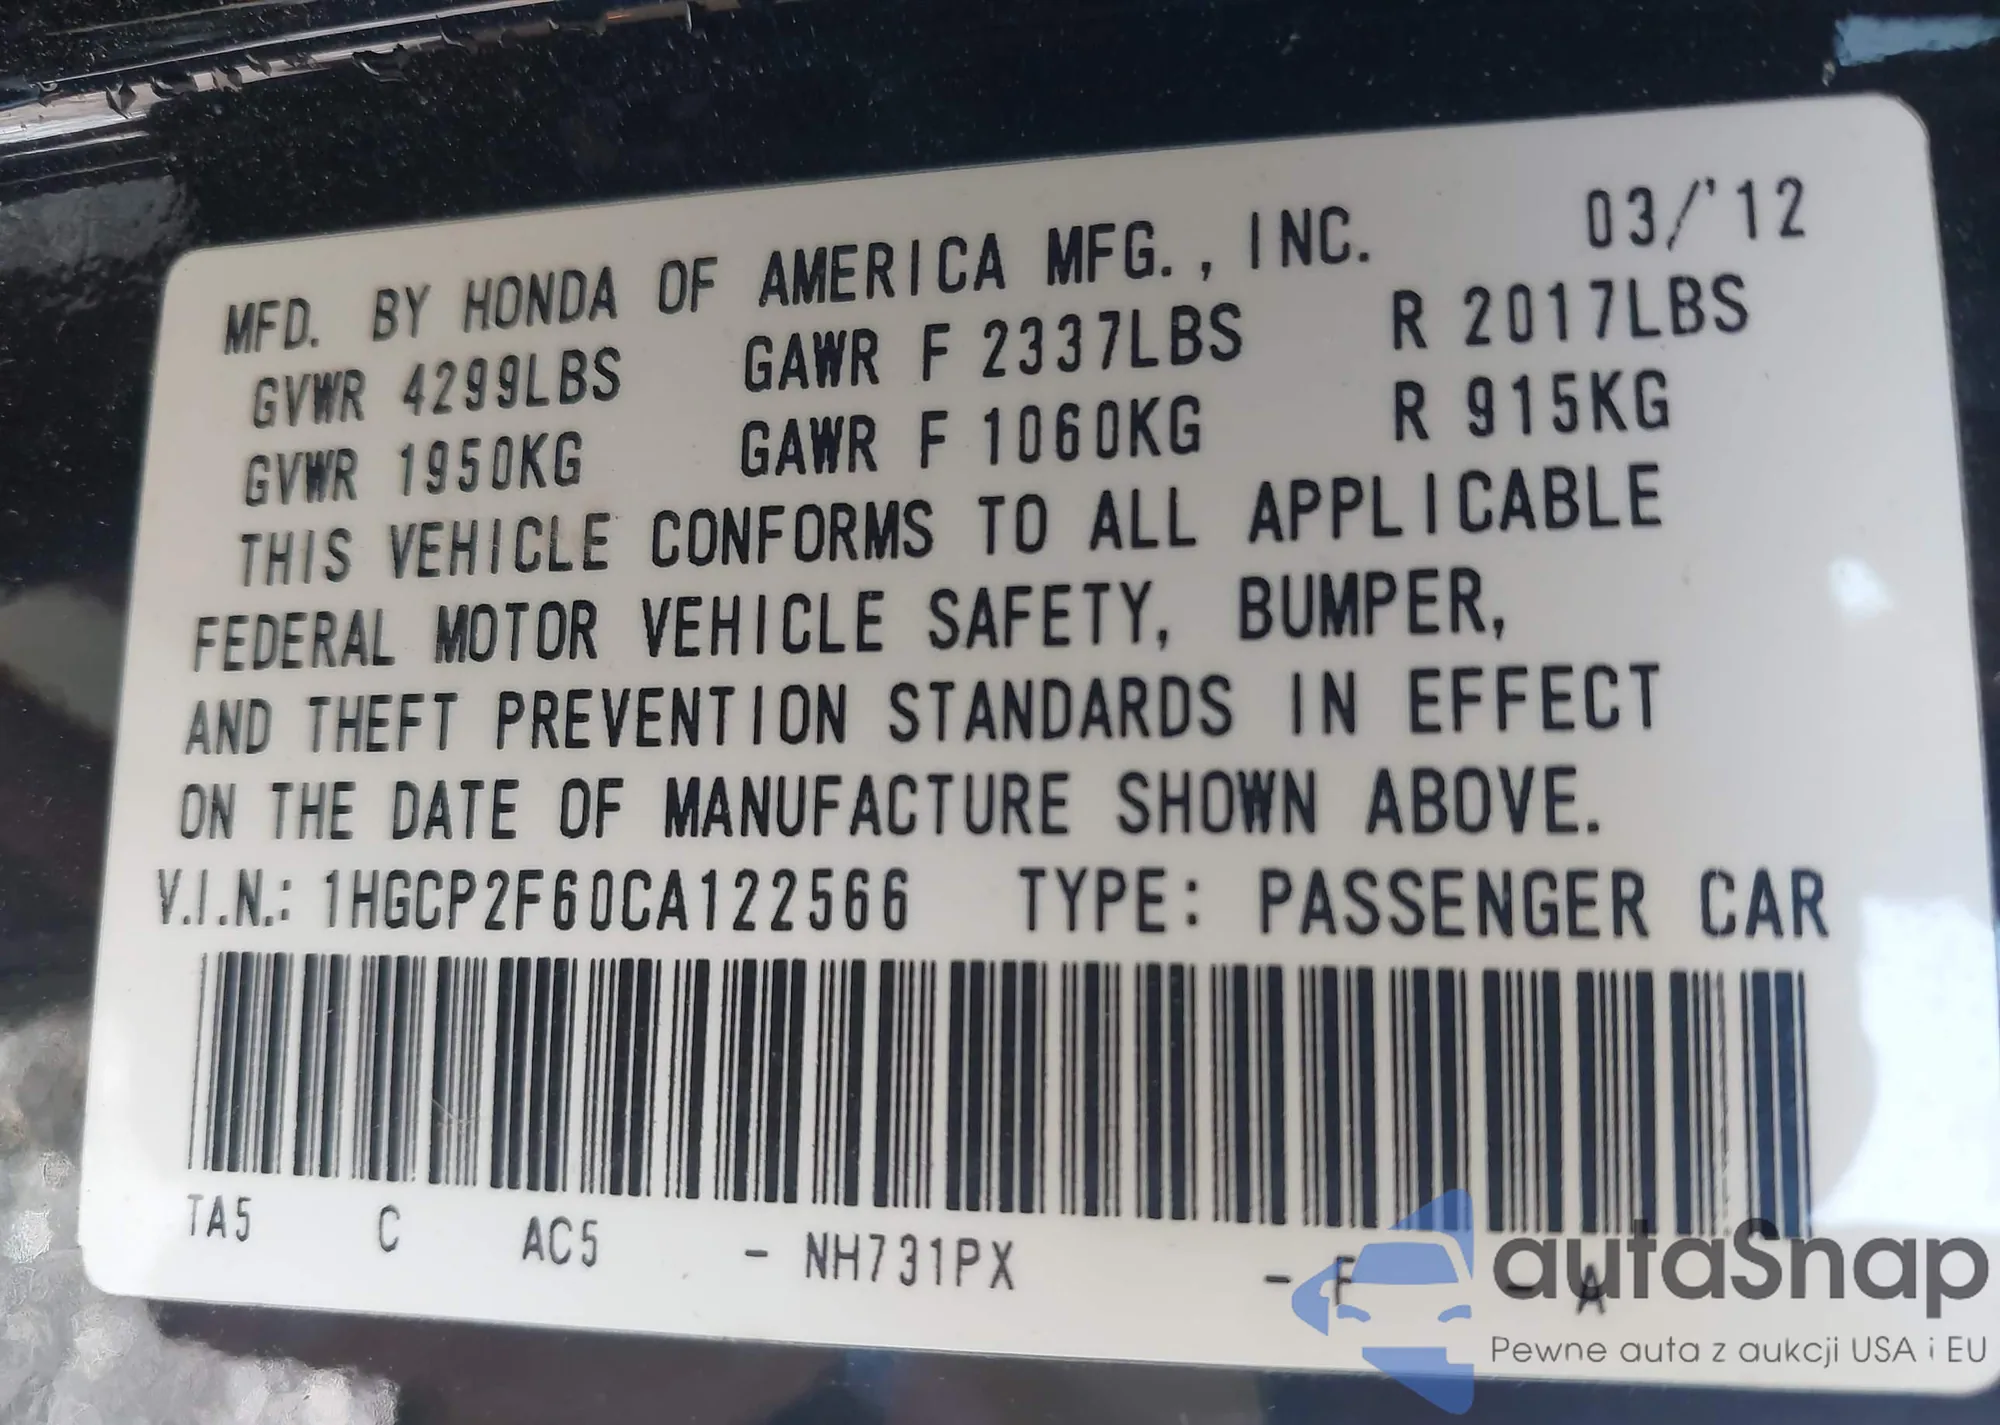 MFD. BY HONDA OF AMERICA MFG., INC. 03/'12
GVWR 4299LBS GAWR F 2337LBS R 2017LBS
GVWR 1950KG GAWR F 1060KG R 915KG
THIS VEHICLE CONFORMS TO ALL APPLICABLE
FEDERAL MOTOR VEHICLE SAFETY, BUMPER,
AND THEFT PREVENTION STANDARDS IN EFFECT
ON THE DATE OF MANUFACTURE SHOWN ABOVE.
V.I.N.: 1HGCP2F60CA122566 TYPE: PASSENGER CAR
TA5 C AC5 - NH731PX - F - A
autaSnap
Pewne auta z aukcji USA i EU